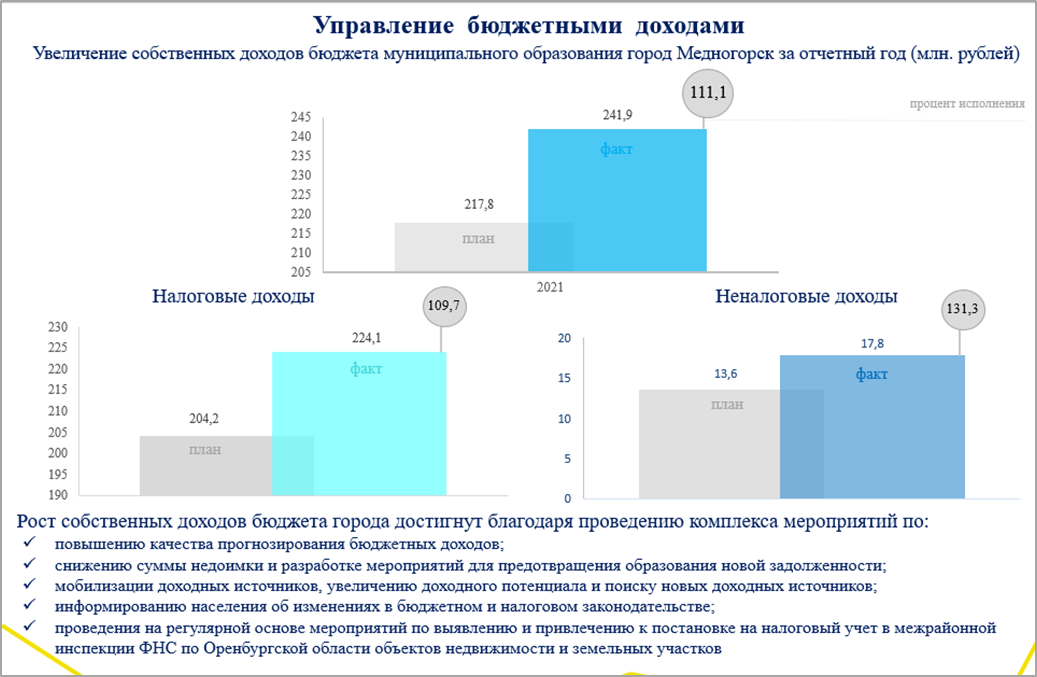 Управление бюджетными доходами
Увеличение собственных доходов бюджета муниципального образования город Медногорск за отчетный год (млн. рублей)
111,1
процент исполнения
245
240
235
230
225
220
215
210
205
241,9
факт
217,8
план
2021
Налоговые доходы
109,7
230
225
220
215
210
205
200
195
190
224,1
факт
204,2
план
Неналоговые доходы
131,3
20
15
10
5
0
17,8
факт
13,6
план
Рост собственных доходов бюджета города достигнут благодаря проведению комплекса мероприятий по:
✓ повышению качества прогнозирования бюджетных доходов;
✓ снижению суммы недоимки и разработке мероприятий для предотвращения образования новой задолженности;
✓ мобилизации доходных источников, увеличению доходного потенциала и поиску новых доходных источников;
✓ информированию населения об изменениях в бюджетном и налоговом законодательстве;
✓ проведения на регулярной основе мероприятий по выявлению и привлечению к постановке на налоговый учет в межрайонной
инспекции ФНС по Оренбургской области объектов недвижимости и земельных участков